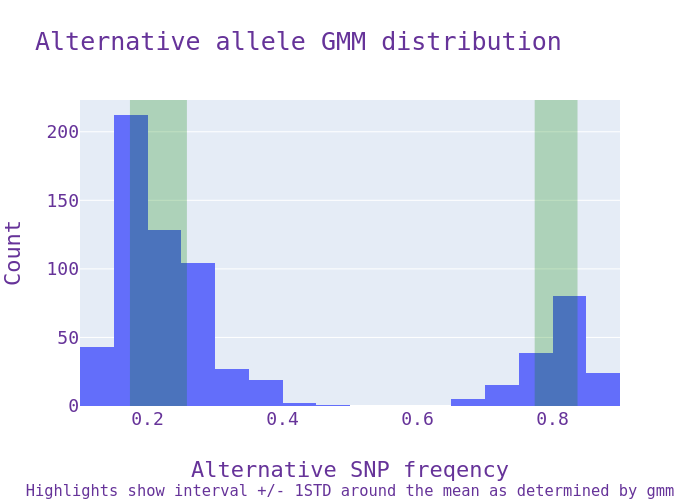 Alternative allele GMM distribution
Count
200
150
100
50
0
0.2
0.4
0.6
0.8
Alternative SNP freqency
Highlights show interval +/- 1STD around the mean as determined by gmm